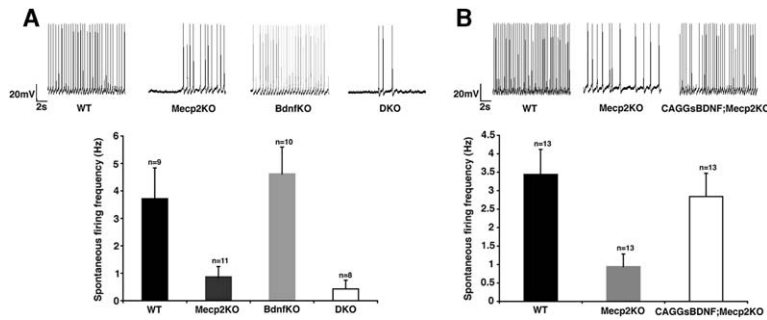 A
20mV
2s
WT
Mecp2KO
BdnfKO
DKO
Spontaneous firing frequency (Hz)
6
5
4
3
2
1
0
n=9
n=11
n=10
n=8
WT
Mecp2KO
BdnfKO
DKO
B
20mV
2s
WT
Mecp2KO
CAGGsBDNF;Mecp2KO
Spontaneous firing frequency (Hz)
4
3.5
3
2.5
2
1.5
1
0.5
0
n=13
n=13
n=13
WT
Mecp2KO
CAGGsBDNF;Mecp2KO